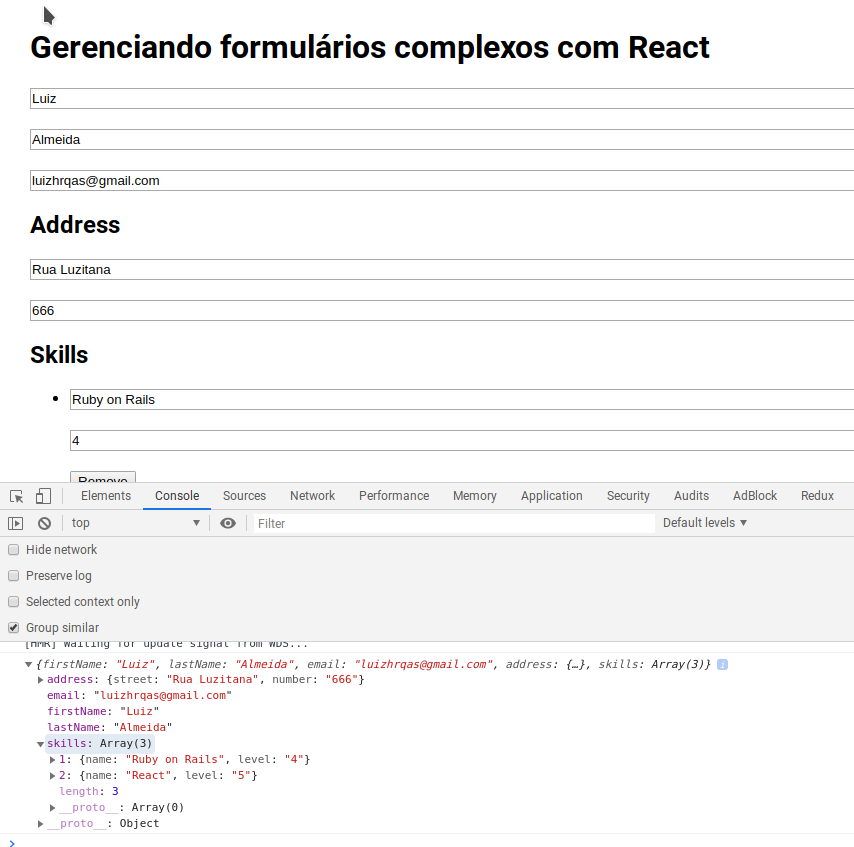 Gerenciando formulários complexos com React
Luiz
Almeida
luizhrqas@gmail.com
Address
Rua Luzitana
666
Skills
Ruby on Rails
4
Remove
Elements Console Sources Network Performance Memory Application Security Audits AdBlock Redux
top Filter Default levels
Hide network
Preserve log
Selected context only
Group similar
[HMR] Waiting for update signal from WDS...
{firstName: "Luiz", lastName: "Almeida", email: "luizhrqas@gmail.com", address: {…}, skills: Array(3)} i
address: {street: "Rua Luzitana", number: "666"}
email: "luizhrqas@gmail.com"
firstName: "Luiz"
lastName: "Almeida"
skills: Array(3)
1: {name: "Ruby on Rails", level: "4"}
2: {name: "React", level: "5"}
length: 3
__proto__: Array(0)
__proto__: Object